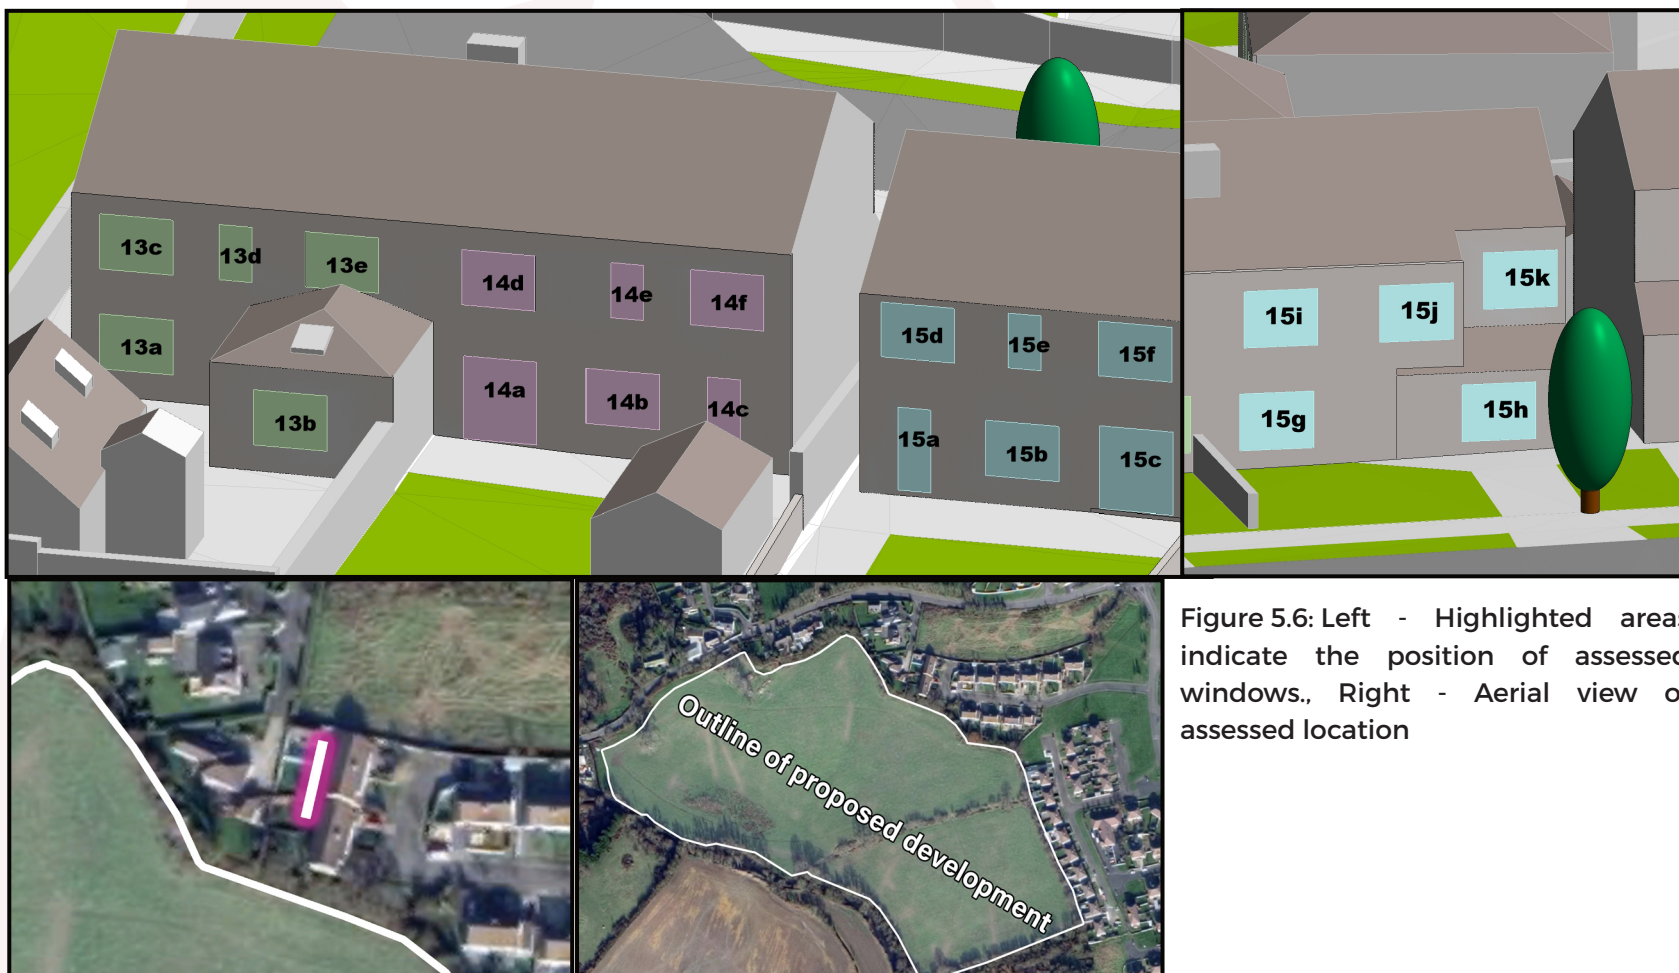 13c
13d
13e
14d
14e
14f
13a
13b
14a
14b
14c
15d
15e
15f
15a
15b
15c
15i
15j
15k
15g
15h
Outline of proposed development
Figure 5.6: Left - Highlighted areas
indicate the position of assessed
windows., Right - Aerial view of
assessed location